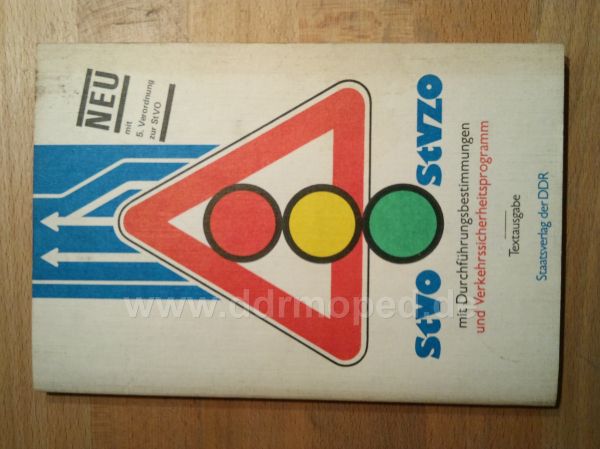 NEU
mit
5. Verordnung
zur StVO
StVO StVZO
mit Durchführungsbestimmungen
und Verkehrssicherheitsprogramm
Textausgabe
Staatsverlag der DDR
www.ddrmoped.de